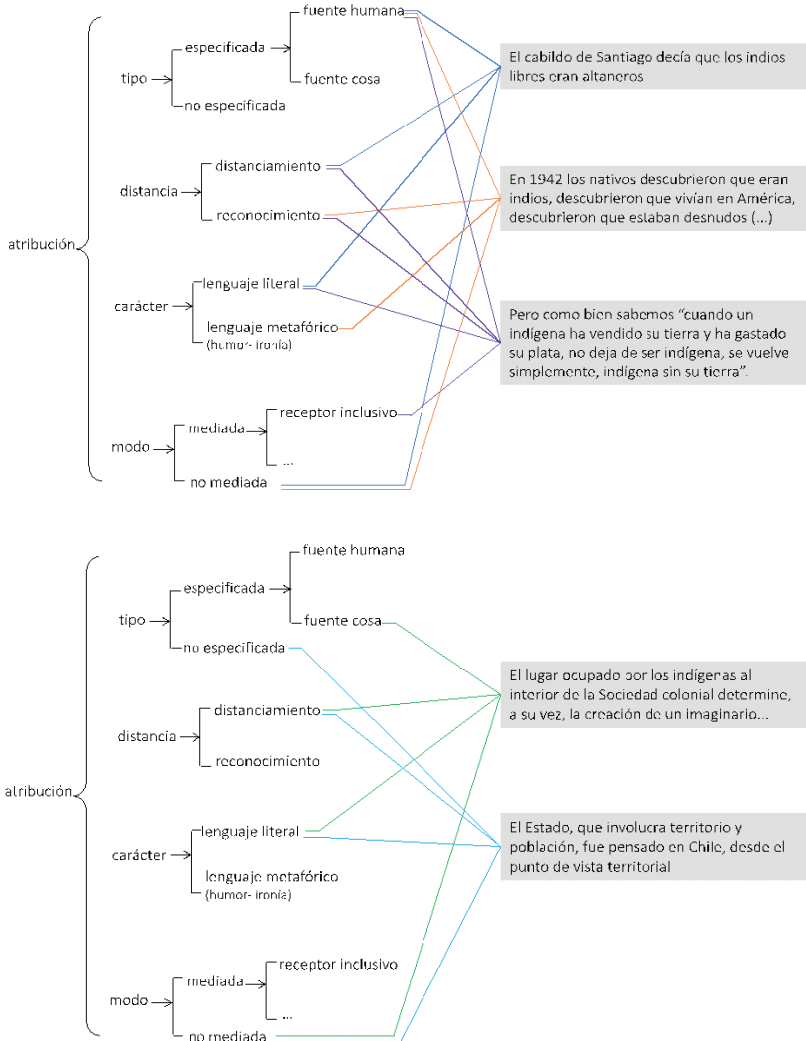 fuente humana
especificada
El cabildo de Santiago decía que los indios
libres eran altaneros
tipo
fuente cosa
no especificada
distanciamiento
En 1942 los nativos descubrieron que eran
indios, descubrieron que vivían en América,
descubrieron que estaban desnudos (...)
distancia
reconocimiento
atribución
lenguaje literal
carácter
Pero como bien sabemos “cuando un
indígena ha vendido su tierra y ha gastado
su plata, no deja de ser indígena, se vuelve
simplemente, indígena sin su tierra”.
lenguaje metafórico
(humor- ironía)
receptor inclusivo
mediada
modo
...
no mediada
fuente humana
especificada
tipo
fuente cosa
no especificada
El lugar ocupado por los indígenas al
interior de la Sociedad colonial determine,
a su vez, la creación de un imaginario...
distanciamiento
distancia
reconocimiento
atribución
lenguaje literal
El Estado, que involucra territorio y
población, fue pensado en Chile, desde el
punto de vista territorial
carácter
lenguaje metafórico
(humor- ironía)
receptor inclusivo
mediada
modo
...
no mediada